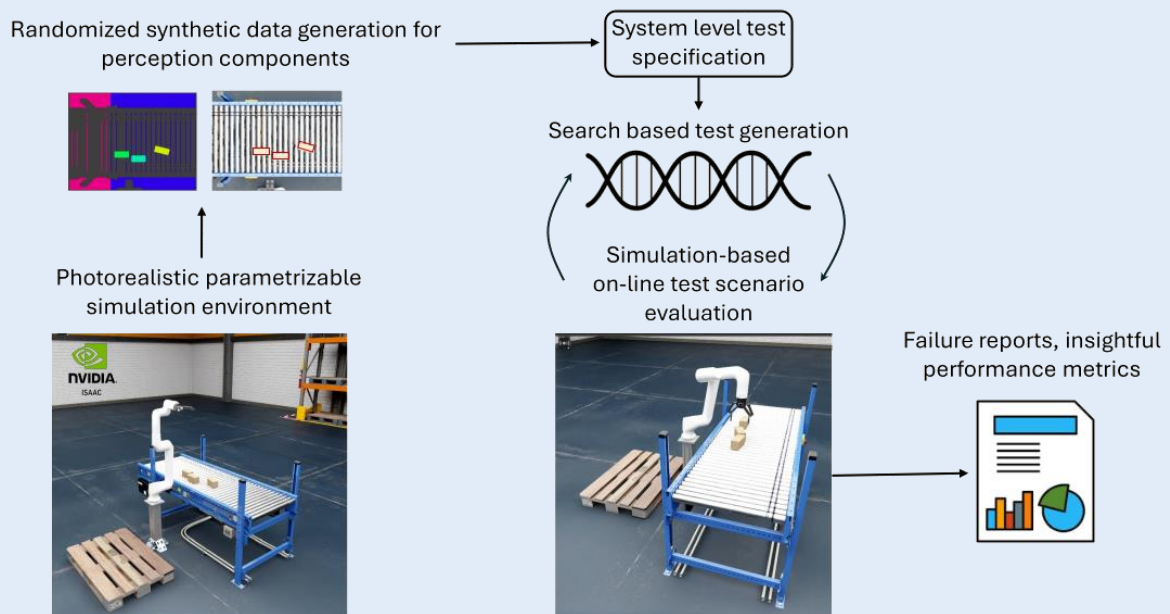 Randomized synthetic data generation for
perception components
System level test
specification
Search based test generation
Photorealistic parametrizable
simulation environment
Simulation-based
on-line test scenario
evaluation
NVIDIA.
ISAAC
Failure reports, insightful
performance metrics